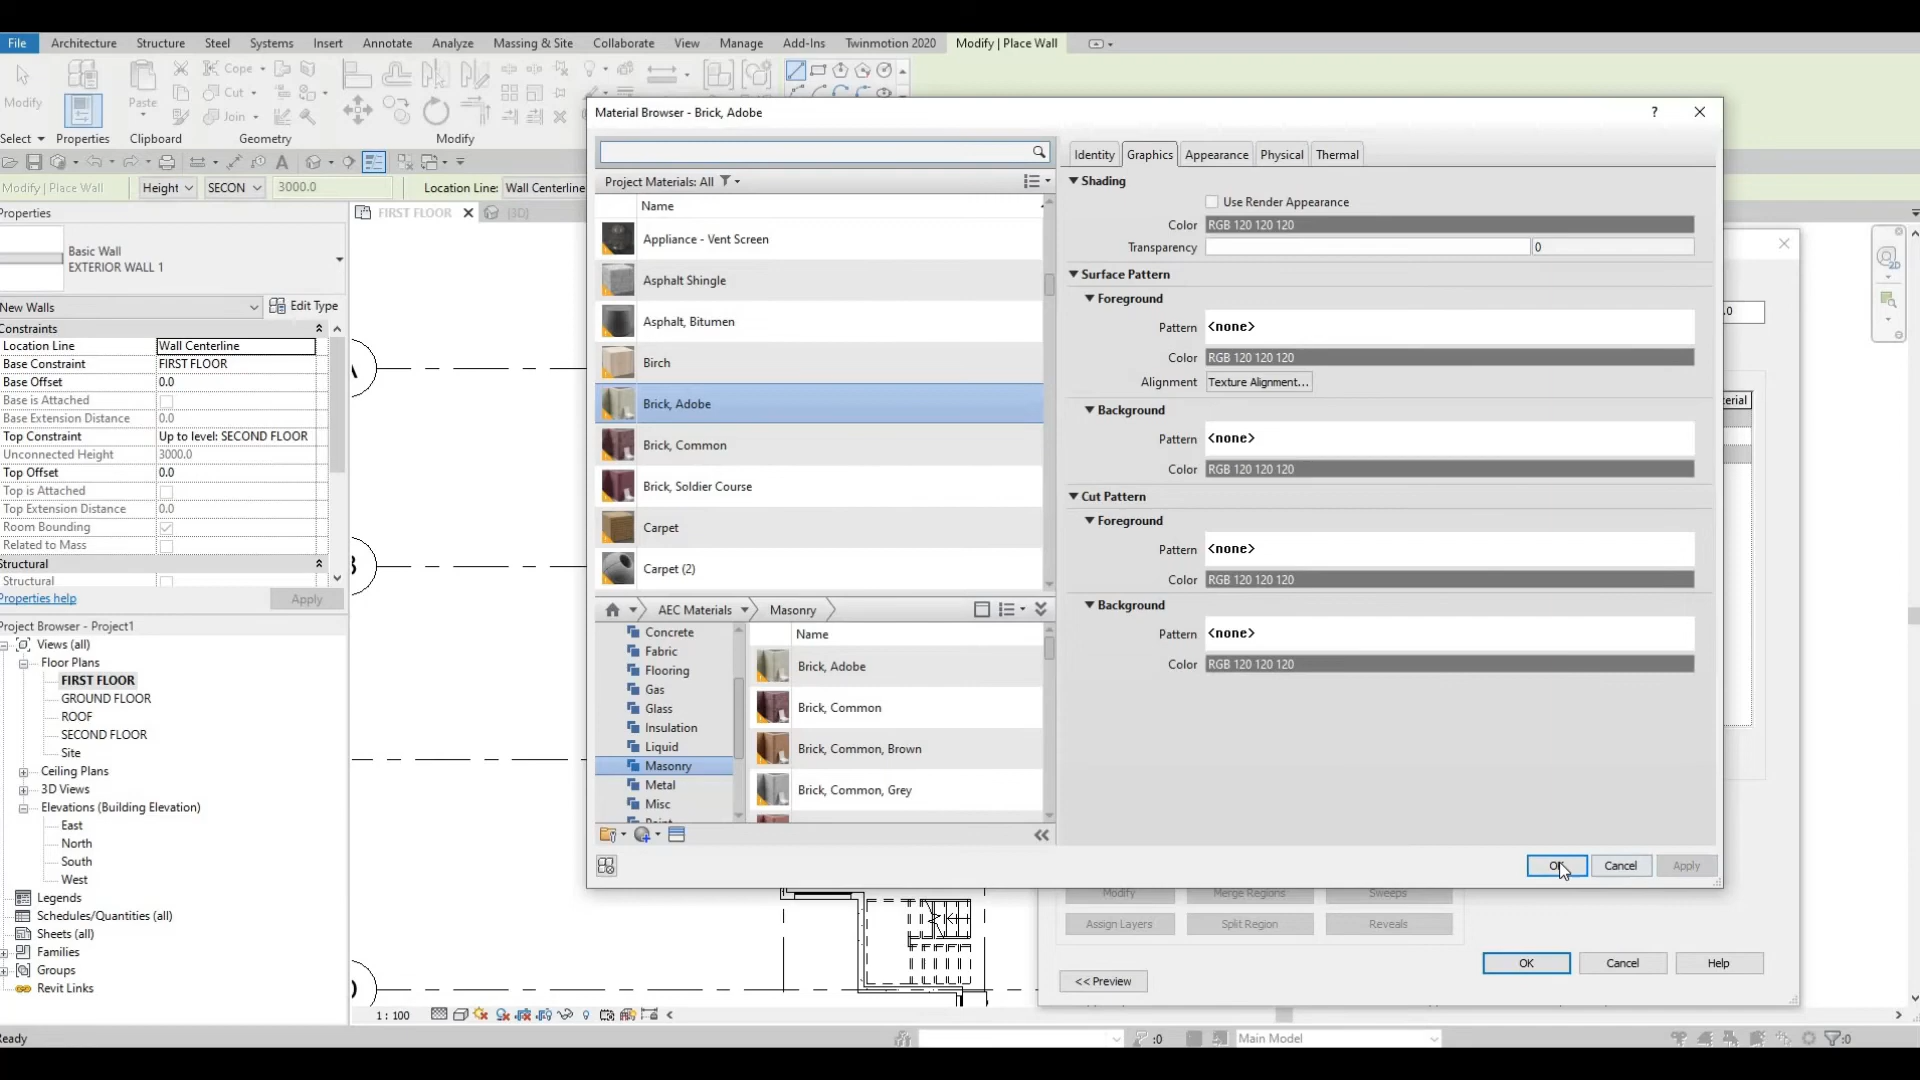 File Architecture Structure Steel Systems Insert Annotate Analyze Massing & Site Collaborate View Manage Add-Ins Twinmotion 2020 Modify | Place Wall
Modify
Paste
Cope
Cut
Join
Select Properties Clipboard Geometry Modify
Modify | Place Wall Height SECON 3000.0 Location Line: Wall Centerline
Properties
FIRST FLOOR {3D}
Basic Wall
EXTERIOR WALL 1
New Walls Edit Type
Constraints
Location Line Wall Centerline
Base Constraint FIRST FLOOR
Base Offset 0.0
Base is Attached
Base Extension Distance 0.0
Top Constraint Up to level: SECOND FLOOR
Unconnected Height 3000.0
Top Offset 0.0
Top is Attached
Top Extension Distance 0.0
Room Bounding
Related to Mass
Structural
Structural
Properties help Apply
Project Browser - Project1
Views (all)
Floor Plans
FIRST FLOOR
GROUND FLOOR
ROOF
SECOND FLOOR
Site
Ceiling Plans
3D Views
Elevations (Building Elevation)
East
North
South
West
Legends
Schedules/Quantities (all)
Sheets (all)
Families
Groups
Revit Links
1 : 100
eady
:0
Main Model
:0
Material Browser - Brick, Adobe
?
Project Materials: All
Name
Appliance - Vent Screen
Asphalt Shingle
Asphalt, Bitumen
Birch
Brick, Adobe
Brick, Common
Brick, Soldier Course
Carpet
Carpet (2)
AEC Materials Masonry
Concrete
Fabric
Flooring
Gas
Glass
Insulation
Liquid
Masonry
Metal
Misc
Name
Brick, Adobe
Brick, Common
Brick, Common, Brown
Brick, Common, Grey
Identity Graphics Appearance Physical Thermal
Shading
Use Render Appearance
Color RGB 120 120 120
Transparency 0
Surface Pattern
Foreground
Pattern <none>
Color RGB 120 120 120
Alignment Texture Alignment...
Background
Pattern <none>
Color RGB 120 120 120
Cut Pattern
Foreground
Pattern <none>
Color RGB 120 120 120
Background
Pattern <none>
Color RGB 120 120 120
OK Cancel Apply
.0
erial
Modify Merge Regions Sweeps
Assign Layers Split Region Reveals
OK Cancel Help
<< Preview
2D
B